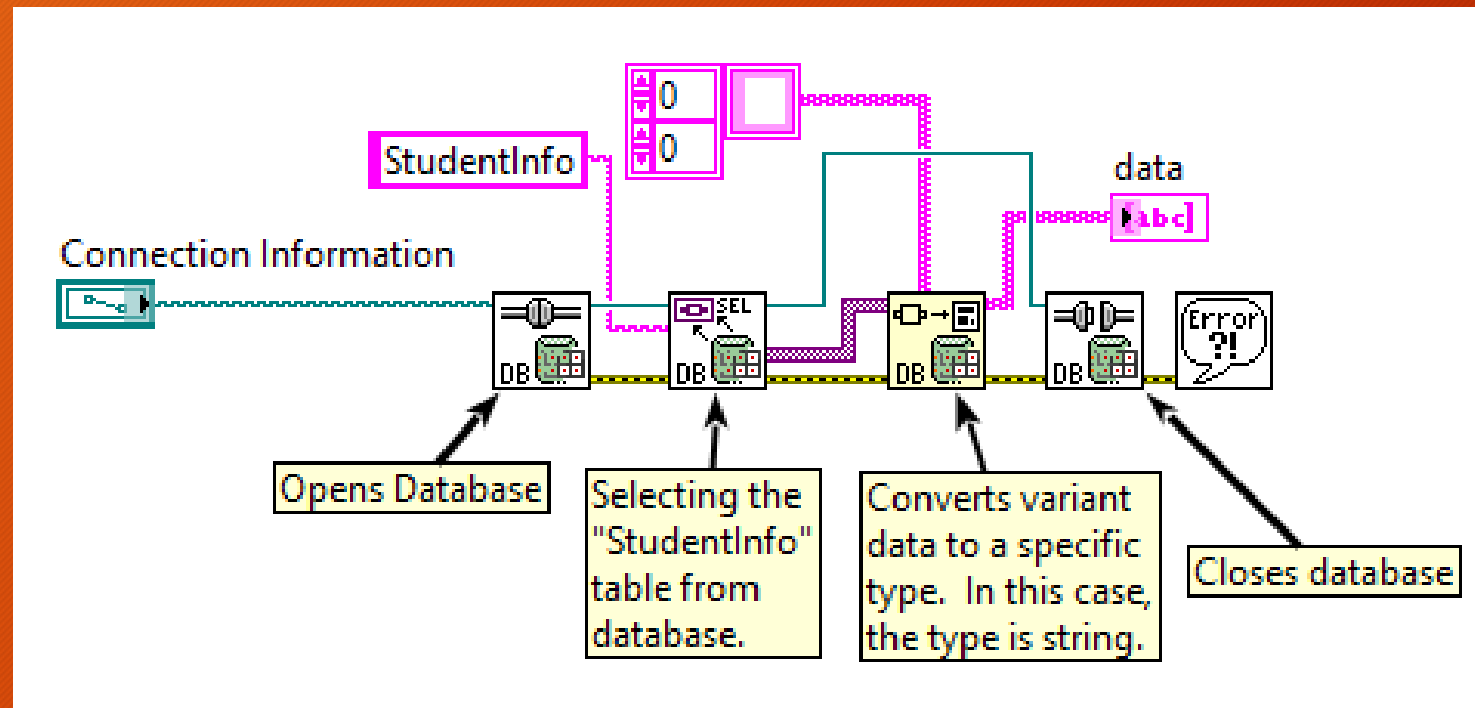 0
0
StudentInfo
data
[abc]
Connection Information
SEL
DB
DB
DB
DB
Error
?!
Opens Database
Selecting the
"StudentInfo"
table from
database.
Converts variant
data to a specific
type. In this case,
the type is string.
Closes database